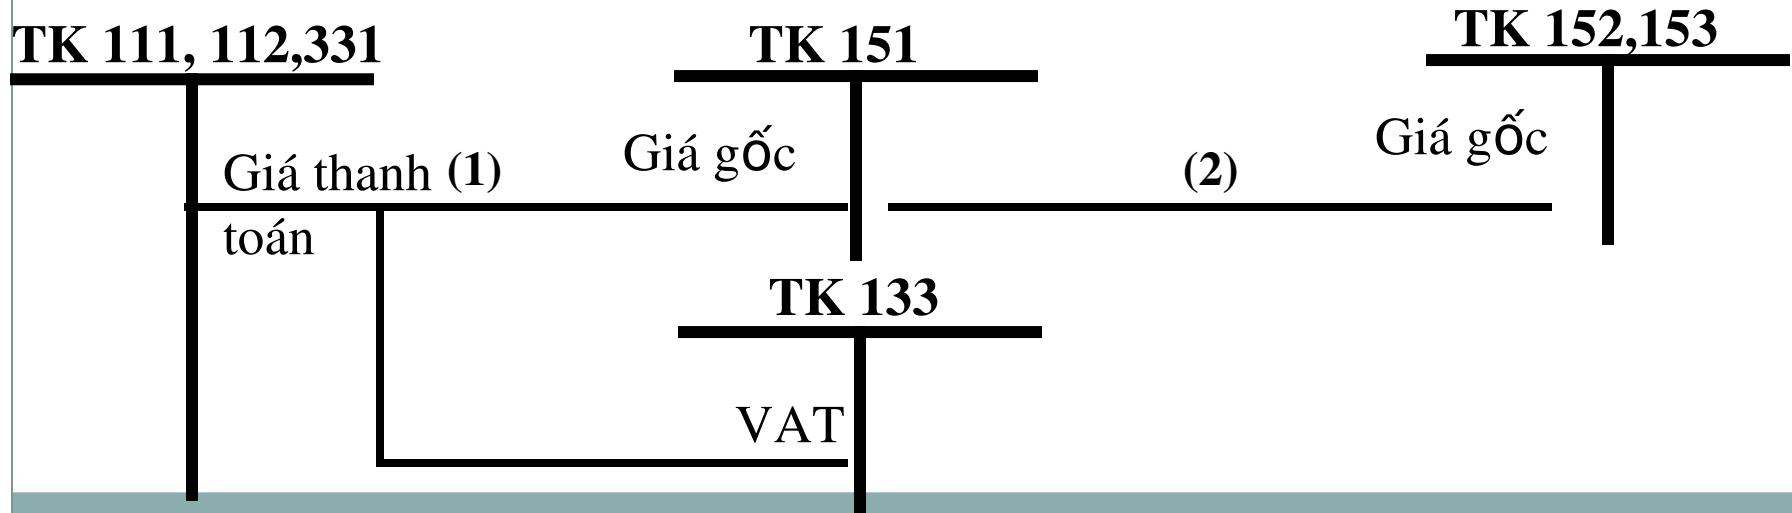 TK 111, 112,331
TK 151
TK 152,153
Giá thanh (1)
toán
Giá gốc
(2)
Giá gốc
TK 133
VAT